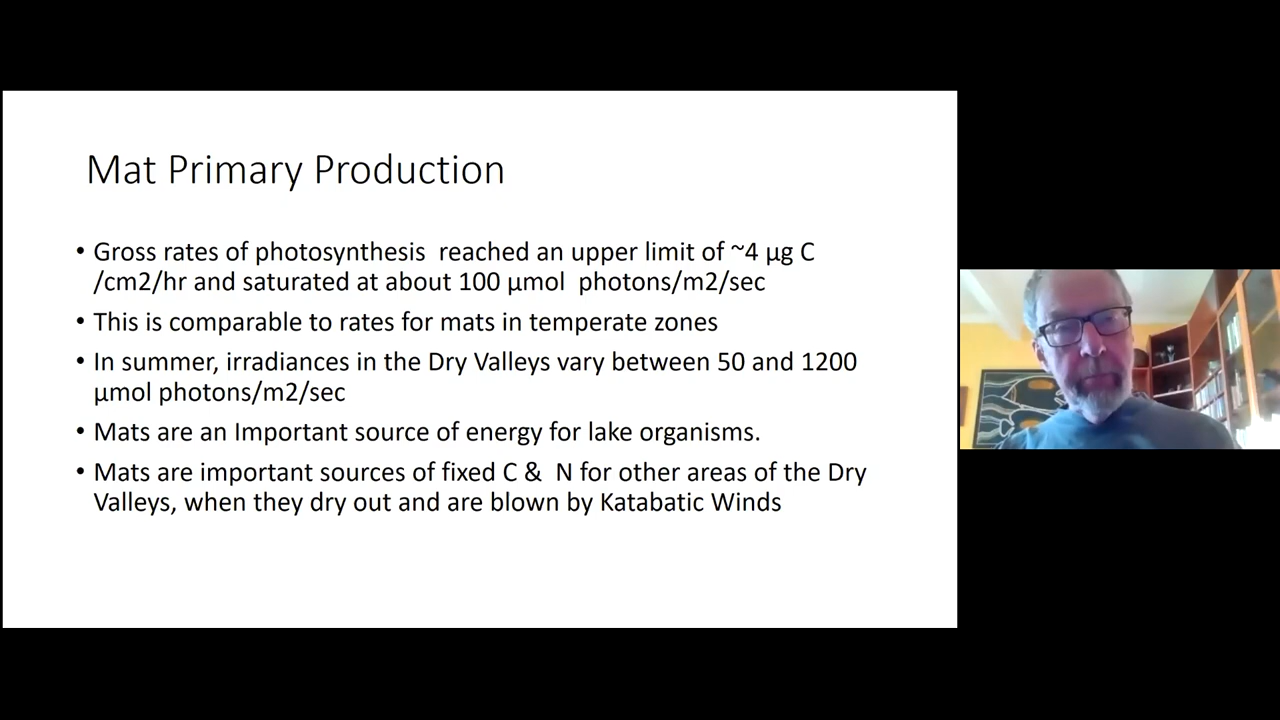 Mat Primary Production
• Gross rates of photosynthesis  reached an upper limit of ~4 µg C
/cm2/hr and saturated at about 100 µmol  photons/m2/sec
• This is comparable to rates for mats in temperate zones
• In summer, irradiances in the Dry Valleys vary between 50 and 1200
µmol photons/m2/sec
• Mats are an Important source of energy for lake organisms.
• Mats are important sources of fixed C &  N for other areas of the Dry
Valleys, when they dry out and are blown by Katabatic Winds